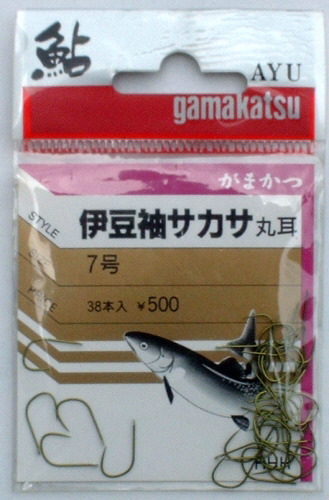 鮎
AYU
gamakatsu
がまかつ
STYLE 伊豆袖サカサ 丸耳
7号
38本入 ¥500